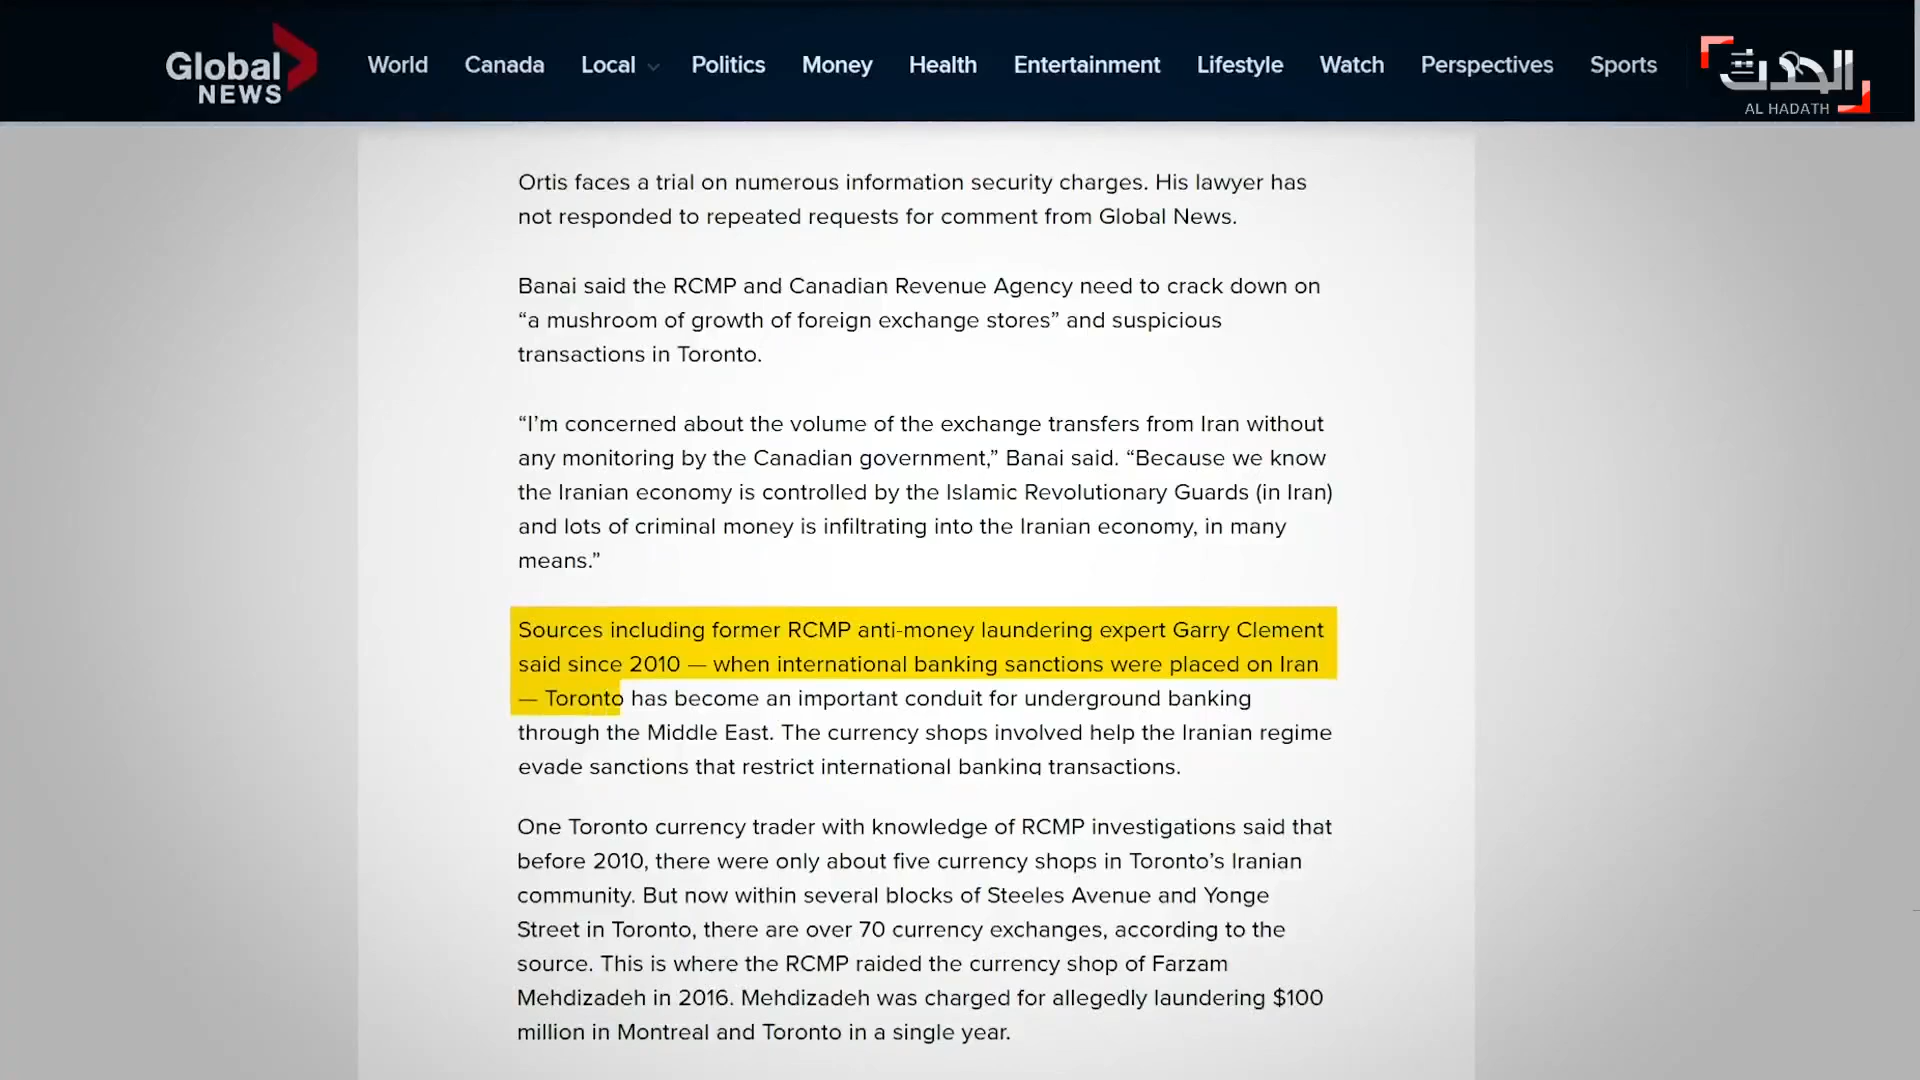 Global
NEWS
World Canada Local Politics Money Health Entertainment Lifestyle Watch Perspectives Sports
الحدث
AL HADATH
Ortis faces a trial on numerous information security charges. His lawyer has
not responded to repeated requests for comment from Global News.
Banai said the RCMP and Canadian Revenue Agency need to crack down on
“a mushroom of growth of foreign exchange stores” and suspicious
transactions in Toronto.
“I’m concerned about the volume of the exchange transfers from Iran without
any monitoring by the Canadian government,” Banai said. “Because we know
the Iranian economy is controlled by the Islamic Revolutionary Guards (in Iran)
and lots of criminal money is infiltrating into the Iranian economy, in many
means.”
Sources including former RCMP anti-money laundering expert Garry Clement
said since 2010 — when international banking sanctions were placed on Iran
— Toronto has become an important conduit for underground banking
through the Middle East. The currency shops involved help the Iranian regime
evade sanctions that restrict international banking transactions.
One Toronto currency trader with knowledge of RCMP investigations said that
before 2010, there were only about five currency shops in Toronto’s Iranian
community. But now within several blocks of Steeles Avenue and Yonge
Street in Toronto, there are over 70 currency exchanges, according to the
source. This is where the RCMP raided the currency shop of Farzam
Mehdizadeh in 2016. Mehdizadeh was charged for allegedly laundering $100
million in Montreal and Toronto in a single year.